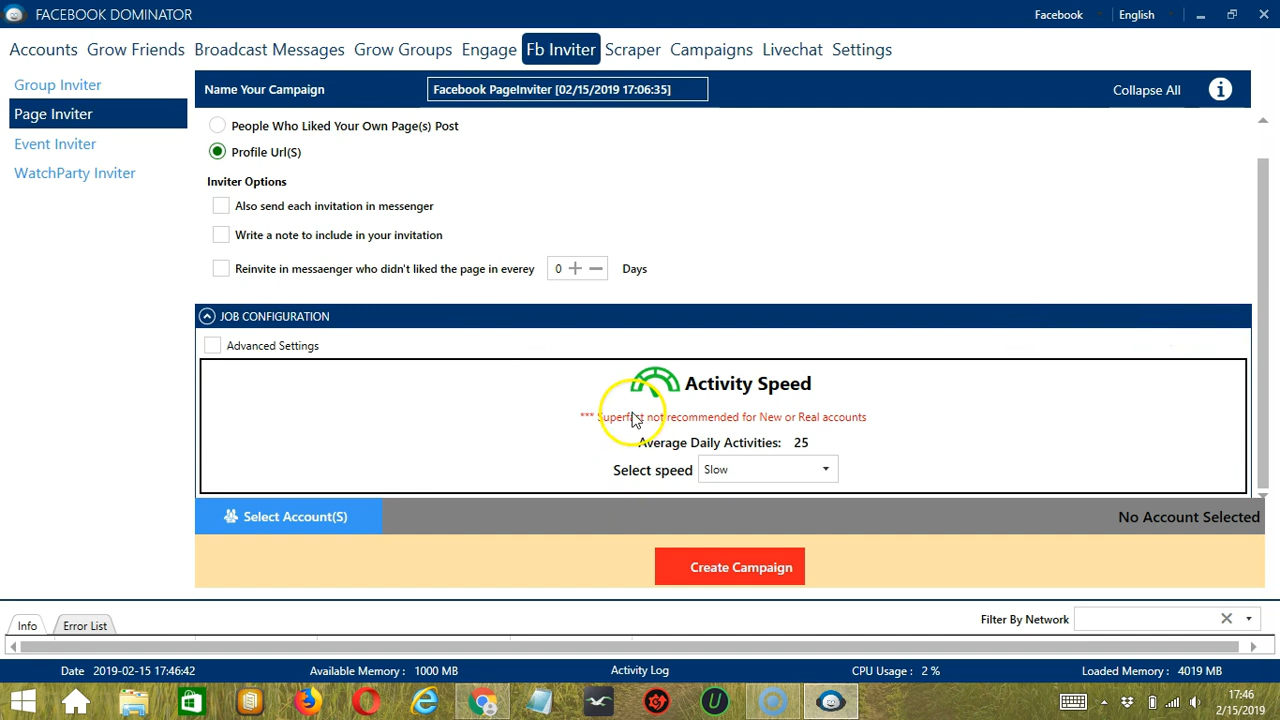 FACEBOOK DOMINATOR
Facebook
English
Accounts Grow Friends Broadcast Messages Grow Groups Engage Fb Inviter Scraper Campaigns Livechat Settings
Group Inviter
Page Inviter
Event Inviter
WatchParty Inviter
Name Your Campaign
Facebook PageInviter [02/15/2019 17:06:35]
Collapse All
People Who Liked Your Own Page(s) Post
Profile Url(S)
Inviter Options
Also send each invitation in messenger
Write a note to include in your invitation
Reinvite in messaenger who didn't liked the page in everey 0 Days
JOB CONFIGURATION
Advanced Settings
Activity Speed
*** Superfast not recommended for New or Real accounts
Average Daily Activities: 25
Select speed Slow
Select Account(S)
No Account Selected
Create Campaign
Info Error List
Filter By Network
Date 2019-02-15 17:46:42 Available Memory : 1000 MB Activity Log CPU Usage : 2 % Loaded Memory : 4019 MB
17:46
2/15/2019